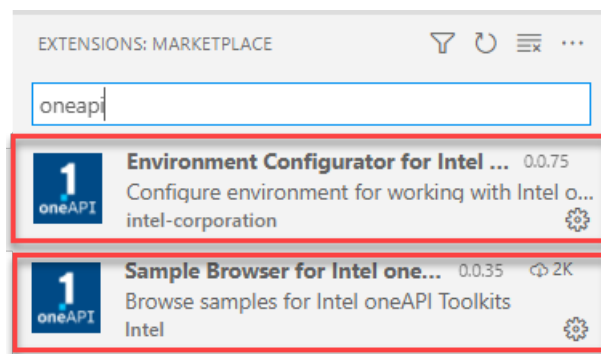 EXTENSIONS: MARKETPLACE
oneapi
1
oneAPI
Environment Configurator for Intel ... 0.0.75
Configure environment for working with Intel o...
intel-corporation
1
oneAPI
Sample Browser for Intel one... 0.0.35 2K
Browse samples for Intel oneAPI Toolkits
Intel